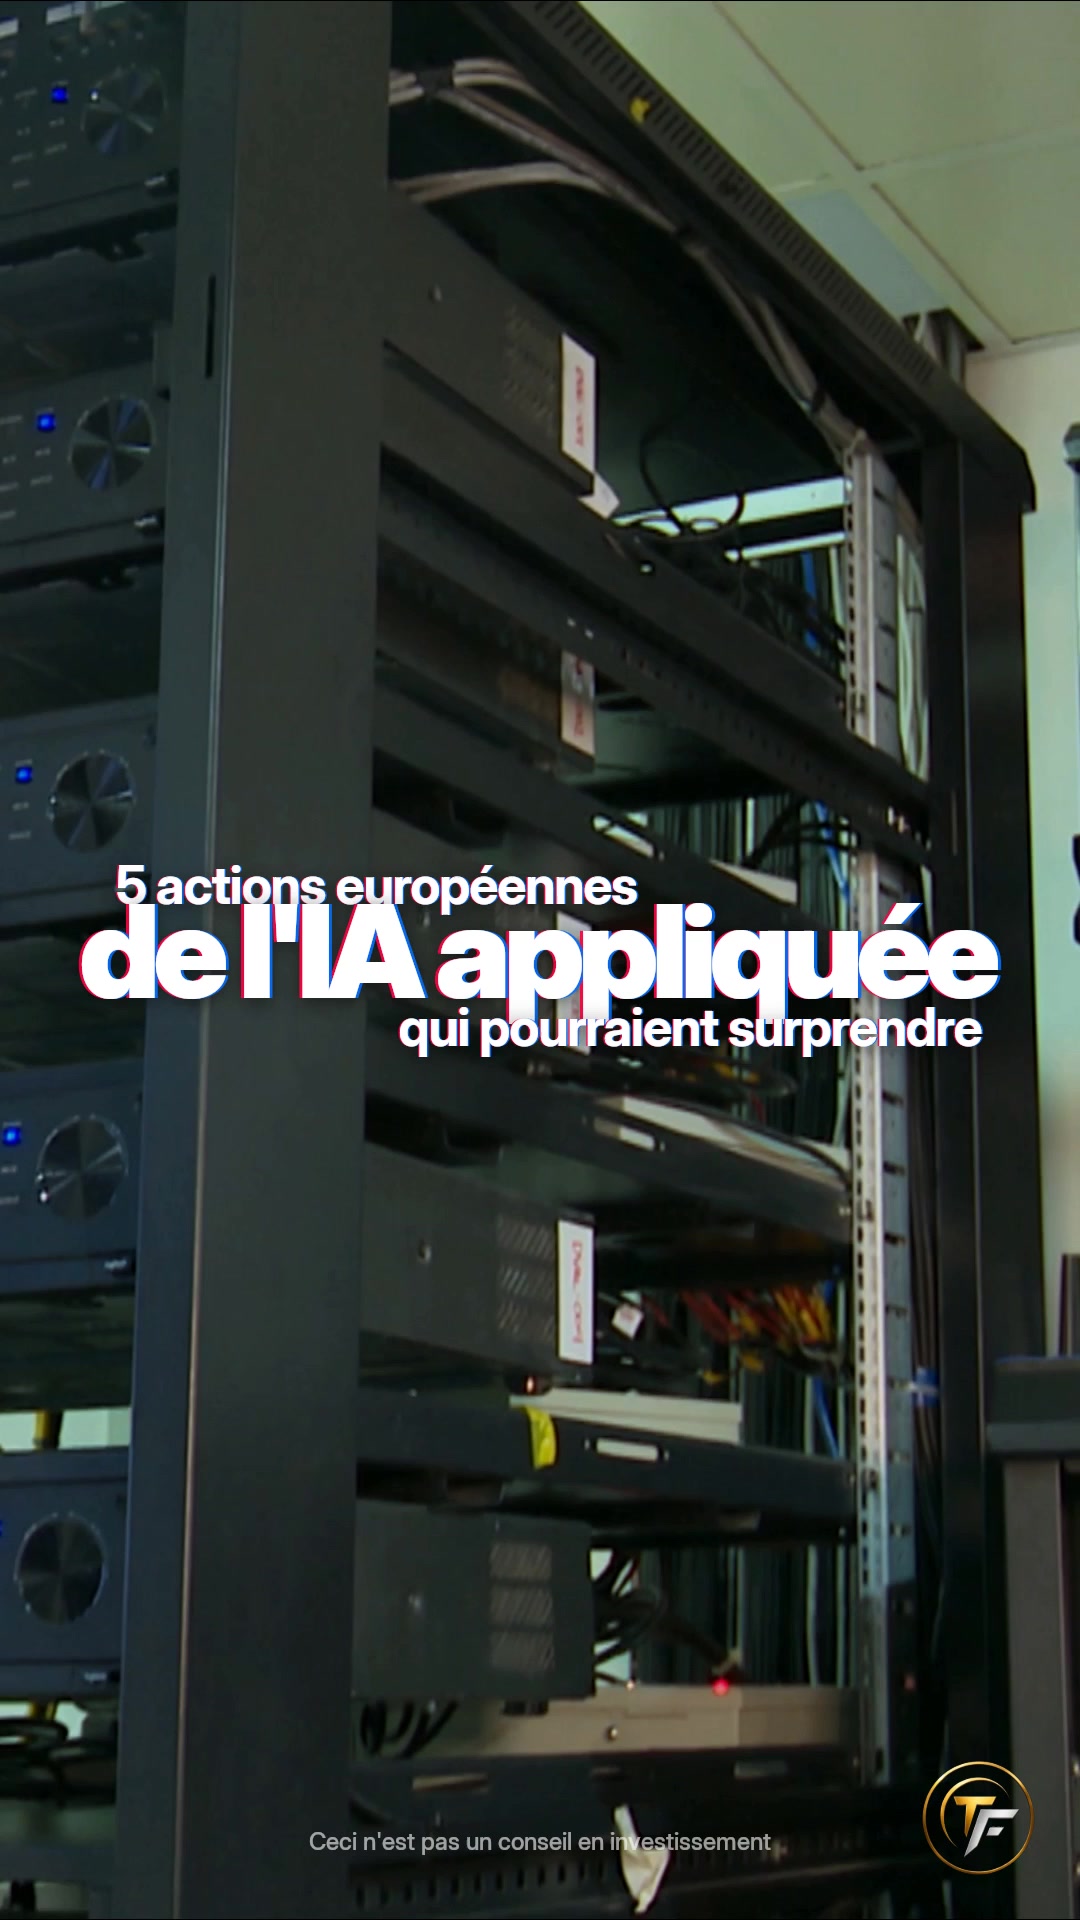 5 actions européennes
de l'IA appliquée
qui pourraient surprendre
Ceci n'est pas un conseil en investissement
TF